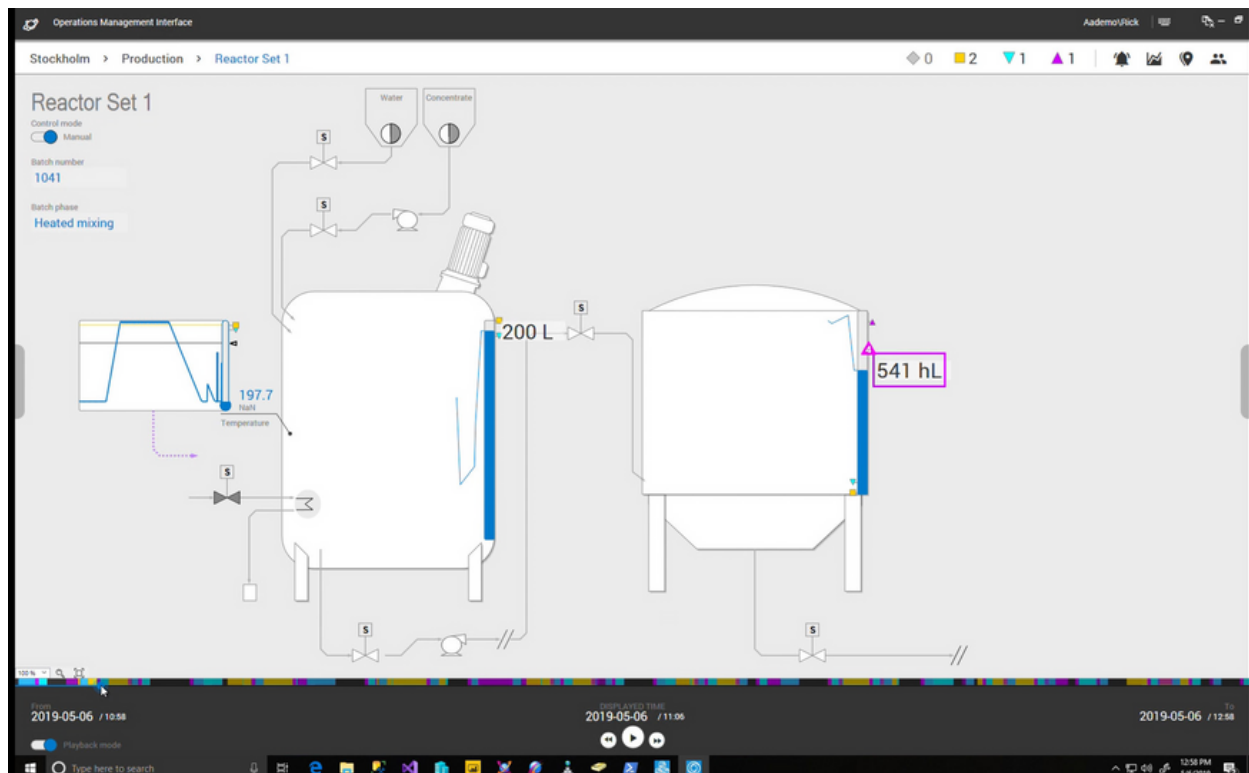 Operations Management Interface
Aademo\Rick
Stockholm > Production > Reactor Set 1
0 2 1 1
Reactor Set 1
Control mode
Manual
Batch number
1041
Batch phase
Heated mixing
Water
Concentrate
S
S
S
200 L
541 hL
197.7
NaN
Temperature
S
S
S
100 %
From
2019-05-06 / 10:58
DISPLAYED TIME
2019-05-06 / 11:06
To
2019-05-06 / 12:58
Playback mode
Type here to search
12:58 PM